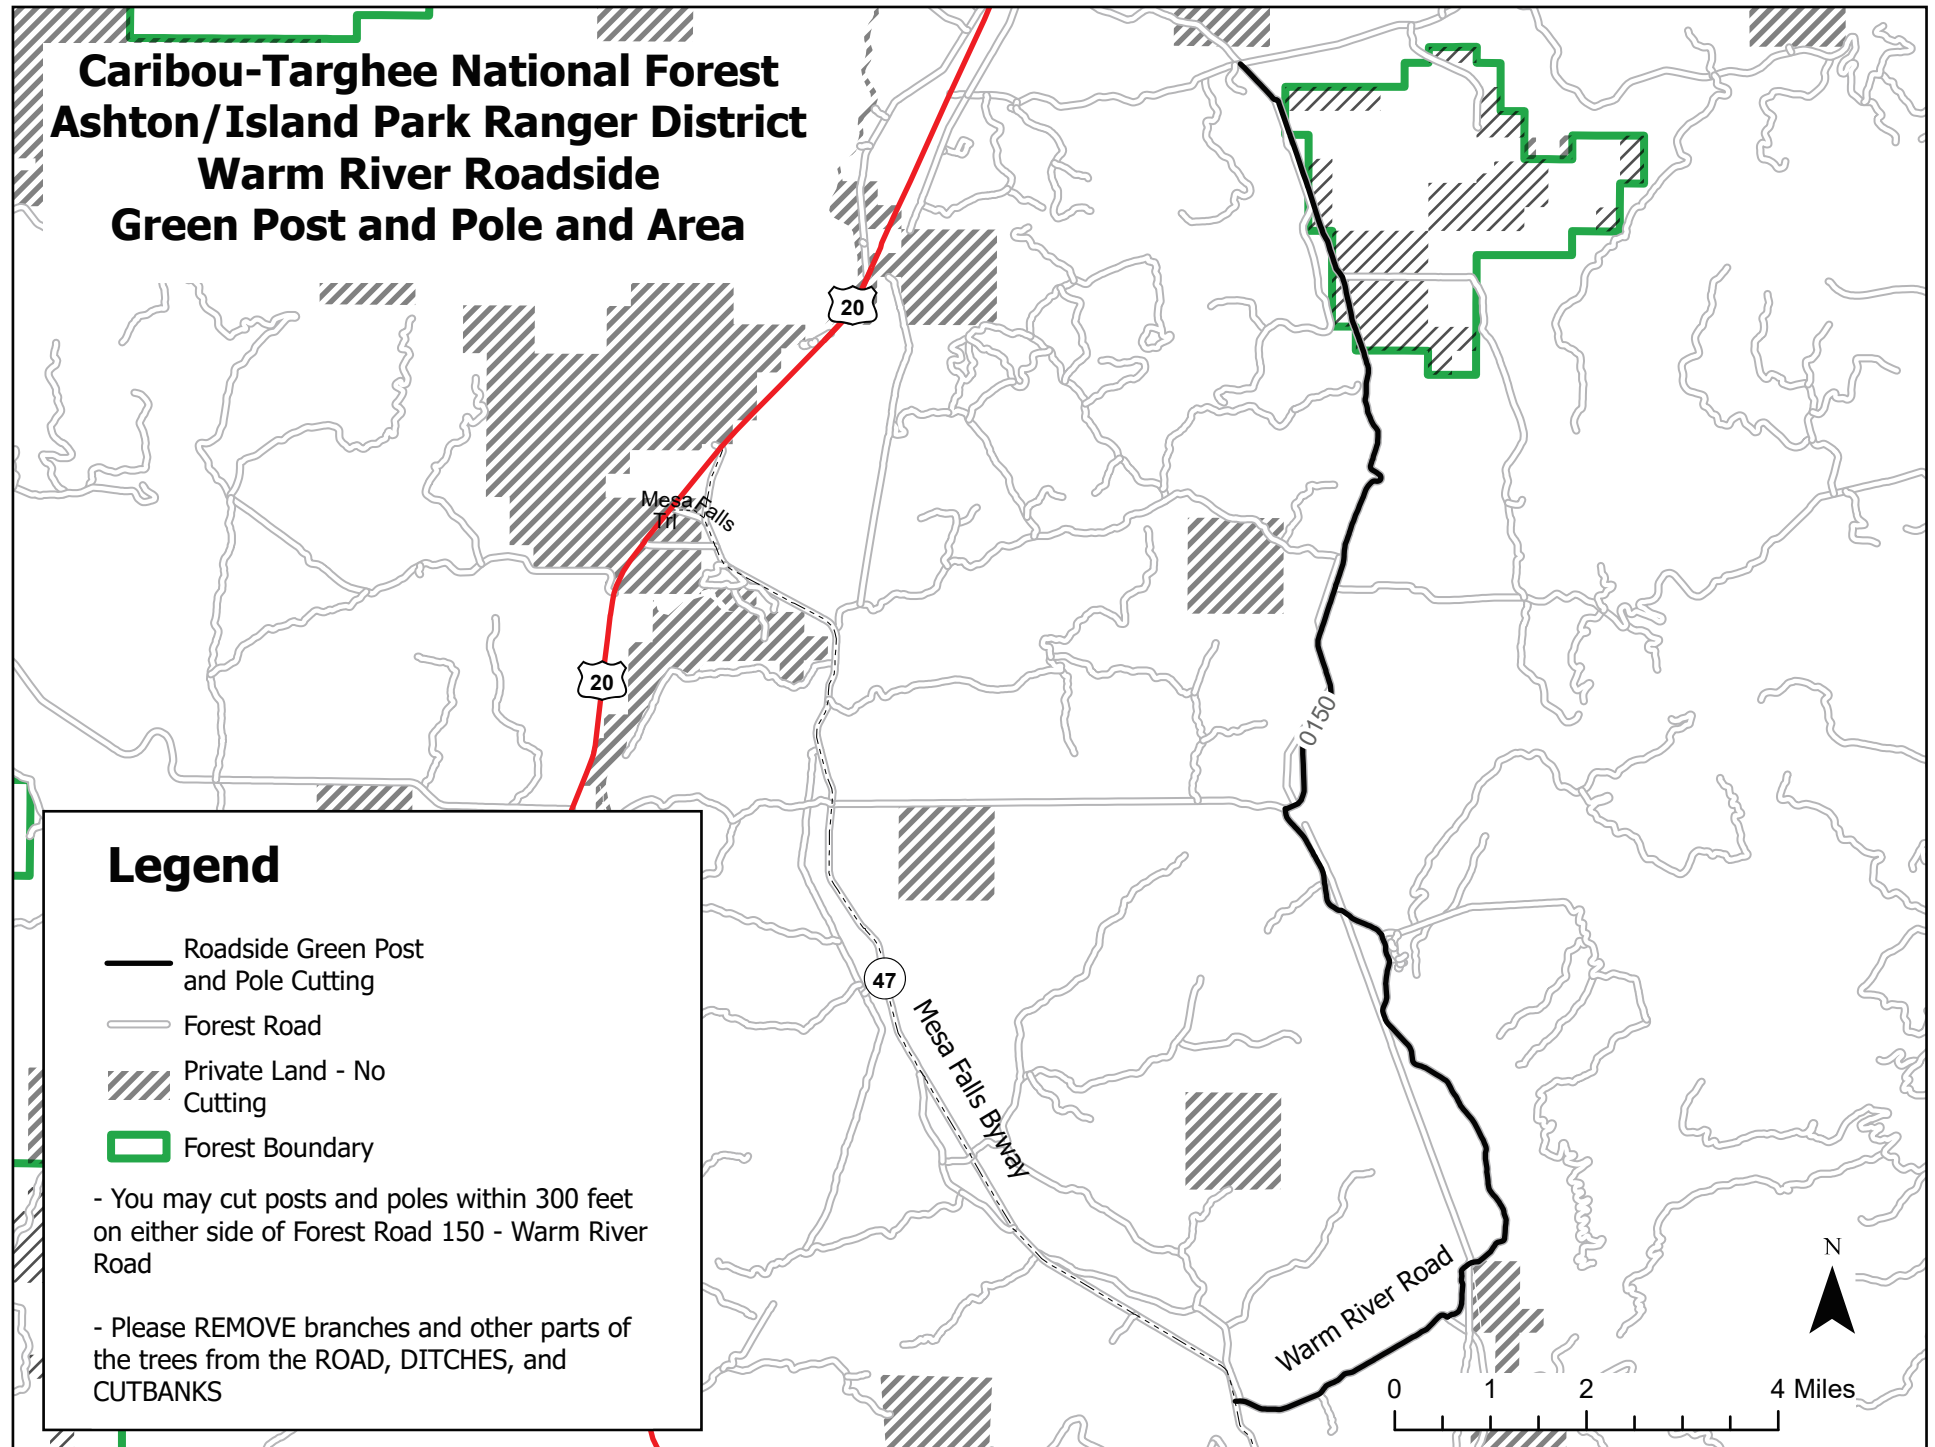 Caribou-Targhee National Forest
Ashton/Island Park Ranger District
Warm River Roadside
Green Post and Pole and Area
20
Mesa Falls
Trl
20
0150
47
Mesa Falls Byway
Warm River Road
Legend
Roadside Green Post
and Pole Cutting
Forest Road
Private Land - No
Cutting
Forest Boundary
- You may cut posts and poles within 300 feet
on either side of Forest Road 150 - Warm River
Road
- Please REMOVE branches and other parts of
the trees from the ROAD, DITCHES, and
CUTBANKS
N
0 1 2 4 Miles